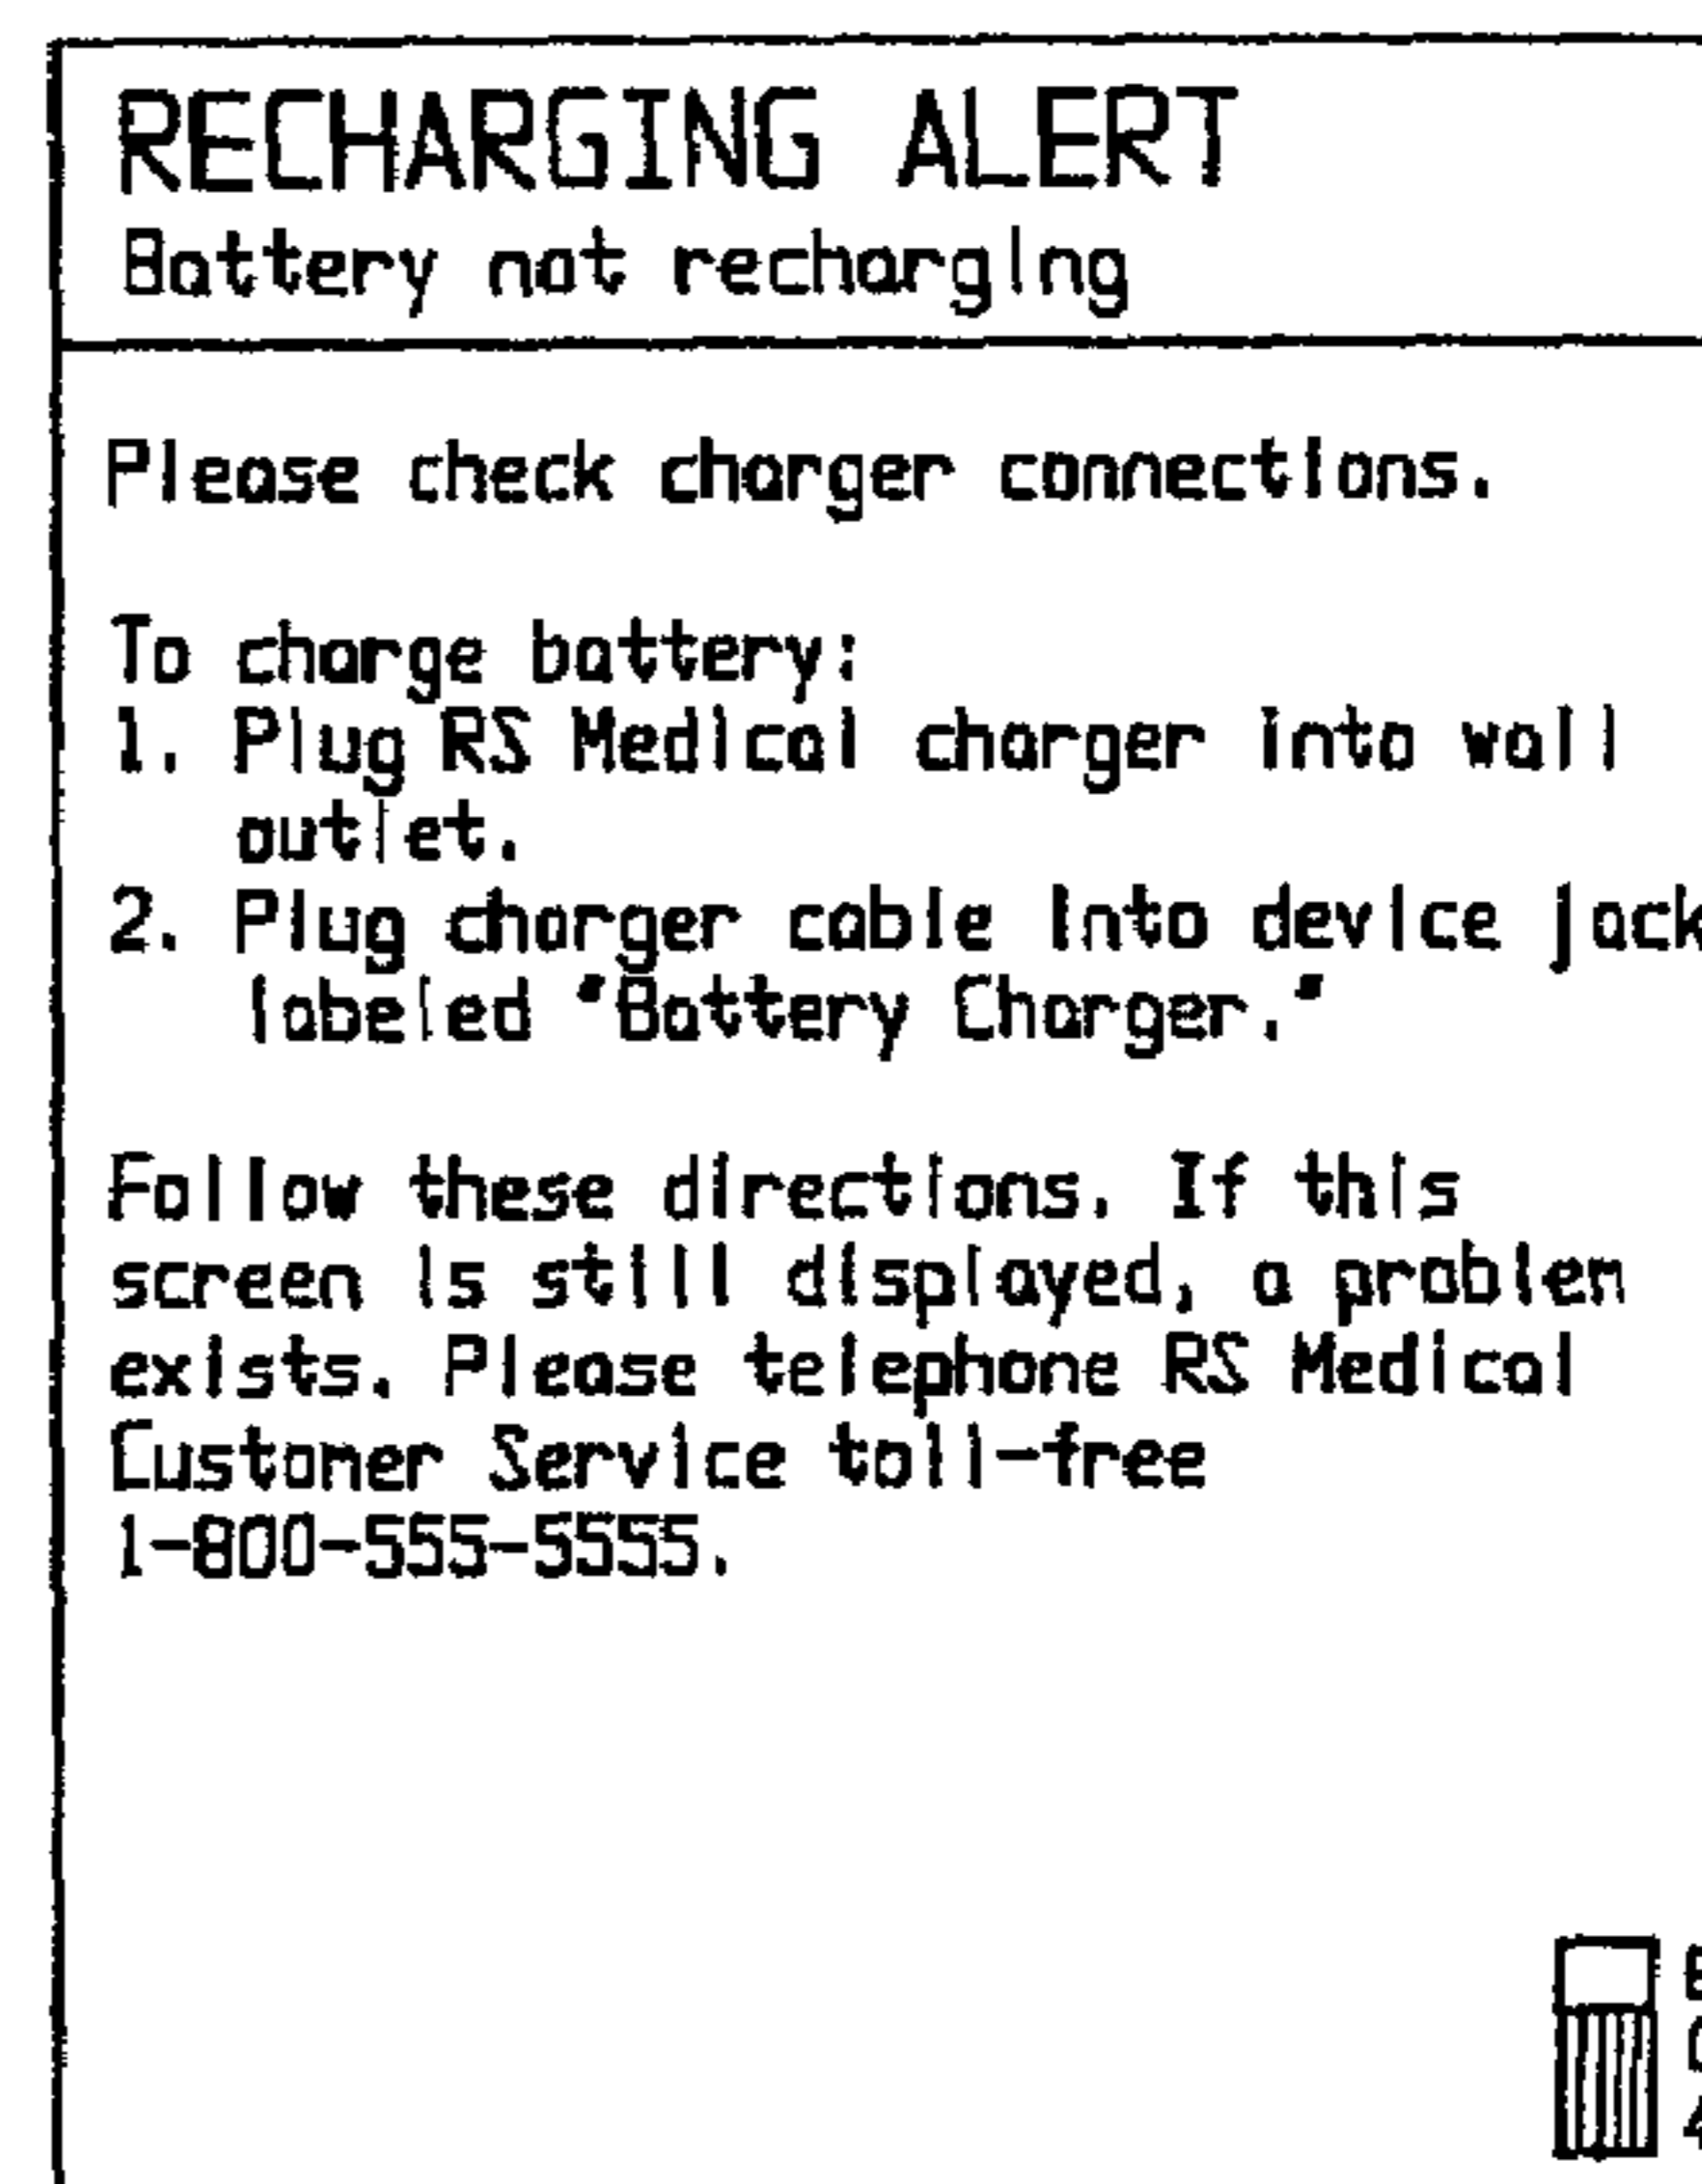 RECHARGING ALERT
Battery not recharging
Please check charger connections.
To charge battery:
1. Plug RS Medical charger into wall
outlet.
2. Plug charger cable into device jack
labeled "Battery Charger."
Follow these directions. If this
screen is still displayed, a problem
exists. Please telephone RS Medical
Customer Service toll-free
1-800-555-5555.